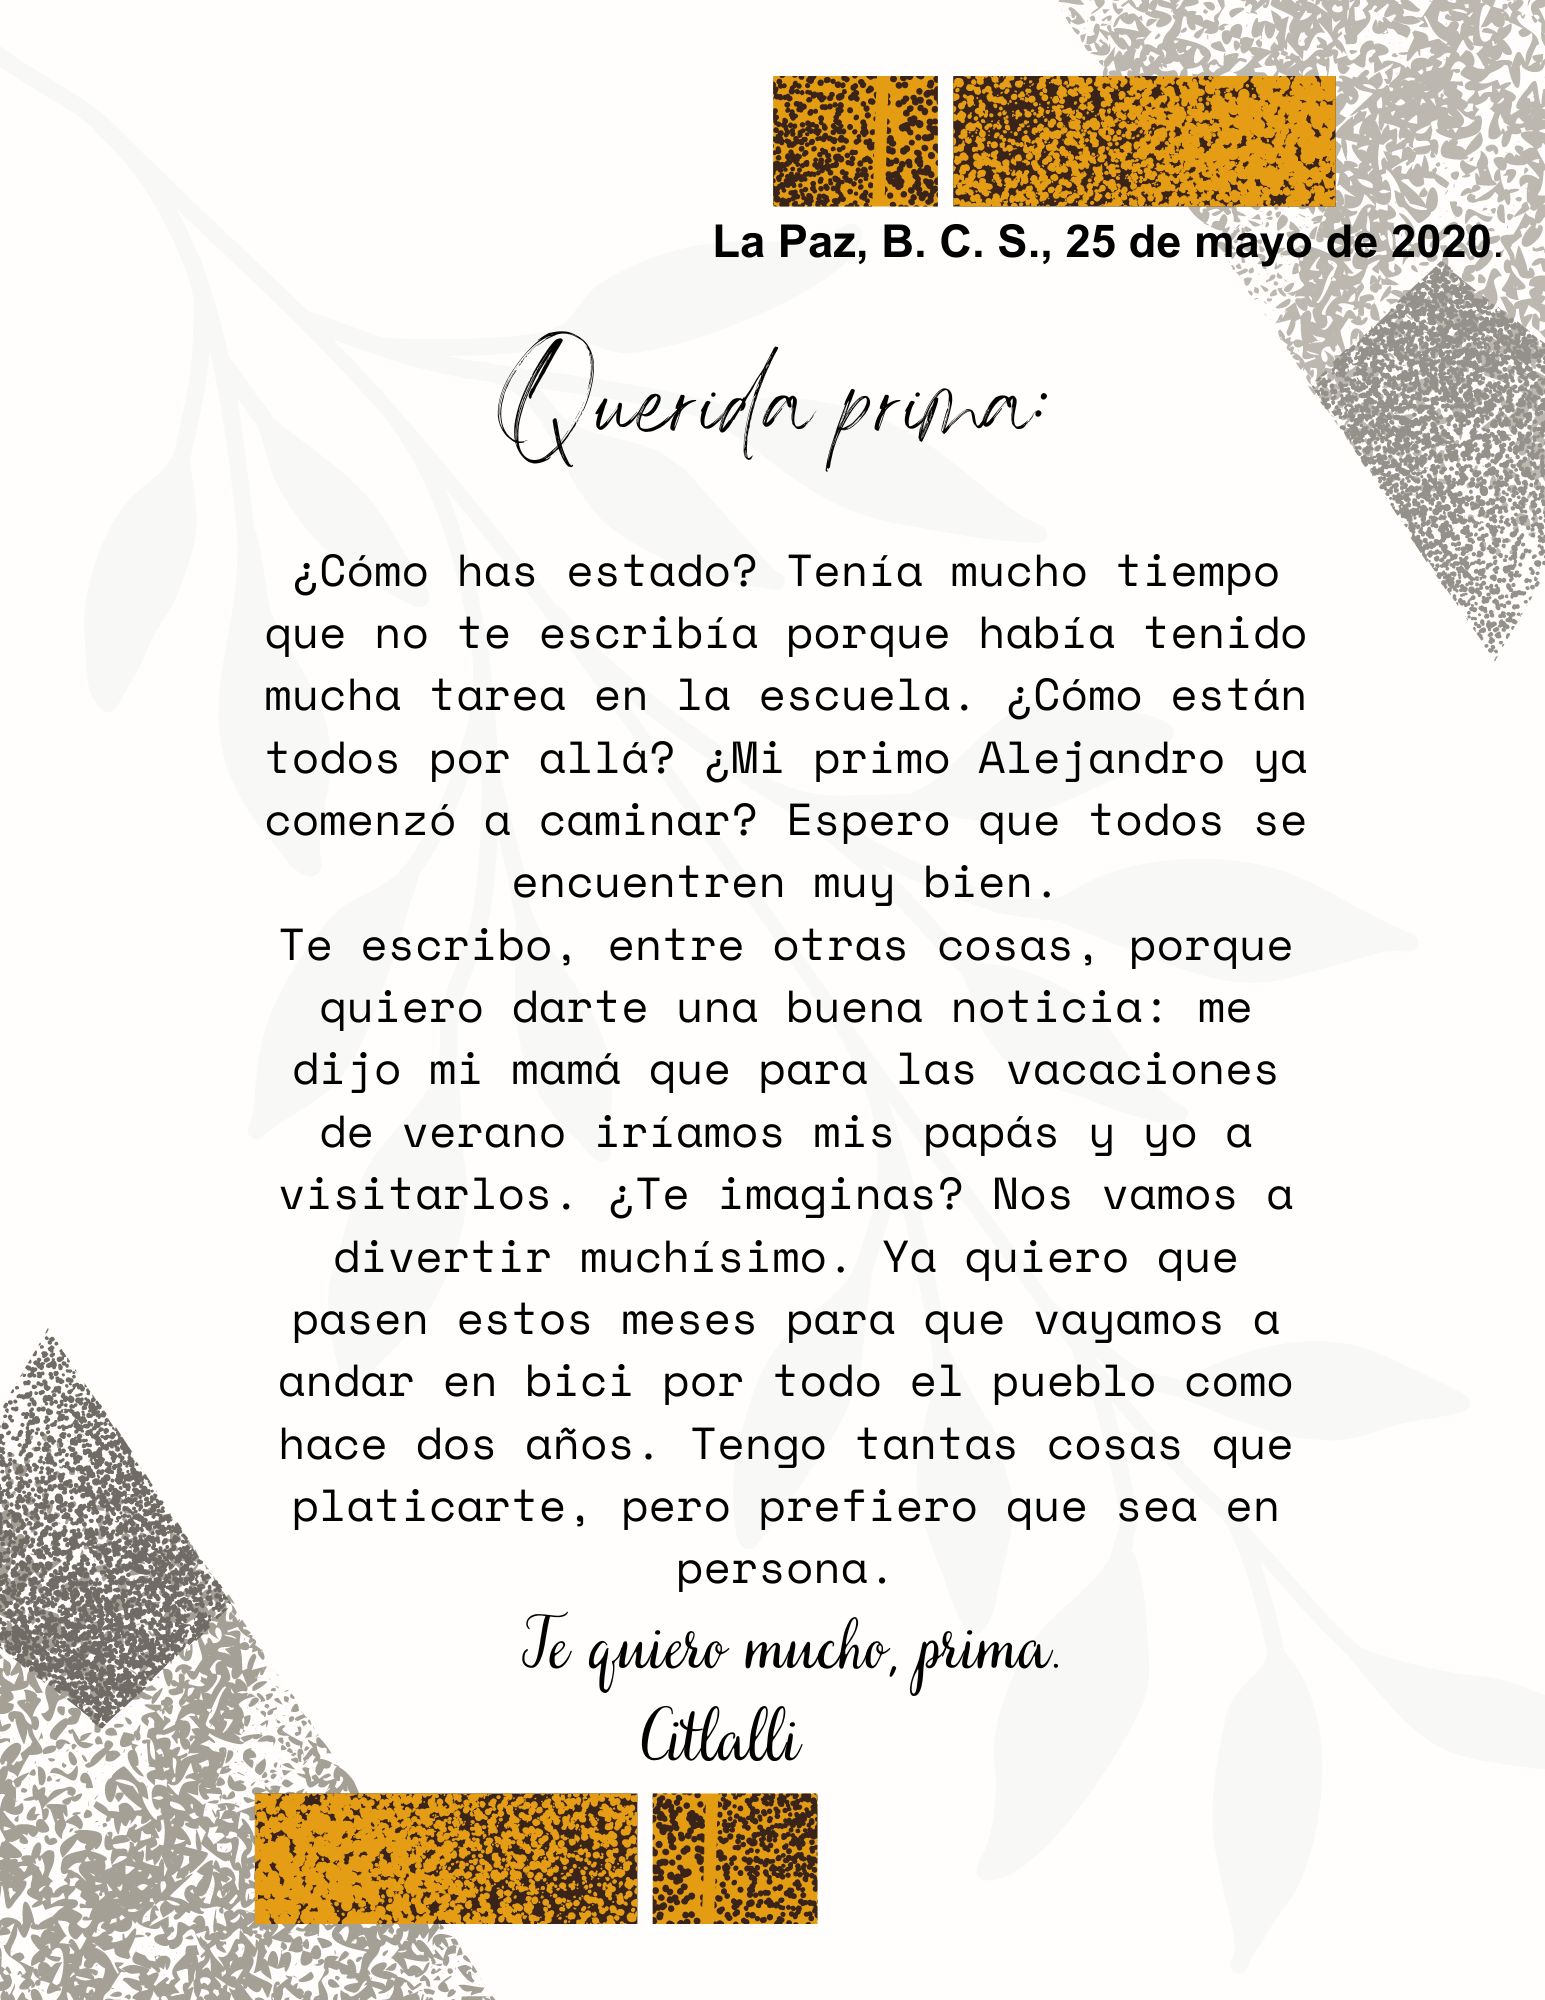 La Paz, B. C. S., 25 de mayo de 2020.
Querida prima:
¿Cómo has estado? Tenía mucho tiempo
que no te escribía porque había tenido
mucha tarea en la escuela. ¿Cómo están
todos por allá? ¿Mi primo Alejandro ya
comenzó a caminar? Espero que todos se
encuentren muy bien.
Te escribo, entre otras cosas, porque
quiero darte una buena noticia: me
dijo mi mamá que para las vacaciones
de verano iríamos mis papás y yo a
visitarlos. ¿Te imaginas? Nos vamos a
divertir muchísimo. Ya quiero que
pasen estos meses para que vayamos a
andar en bici por todo el pueblo como
hace dos años. Tengo tantas cosas que
platicarte, pero prefiero que sea en
persona.
Te quiero mucho, prima.
Citlalli